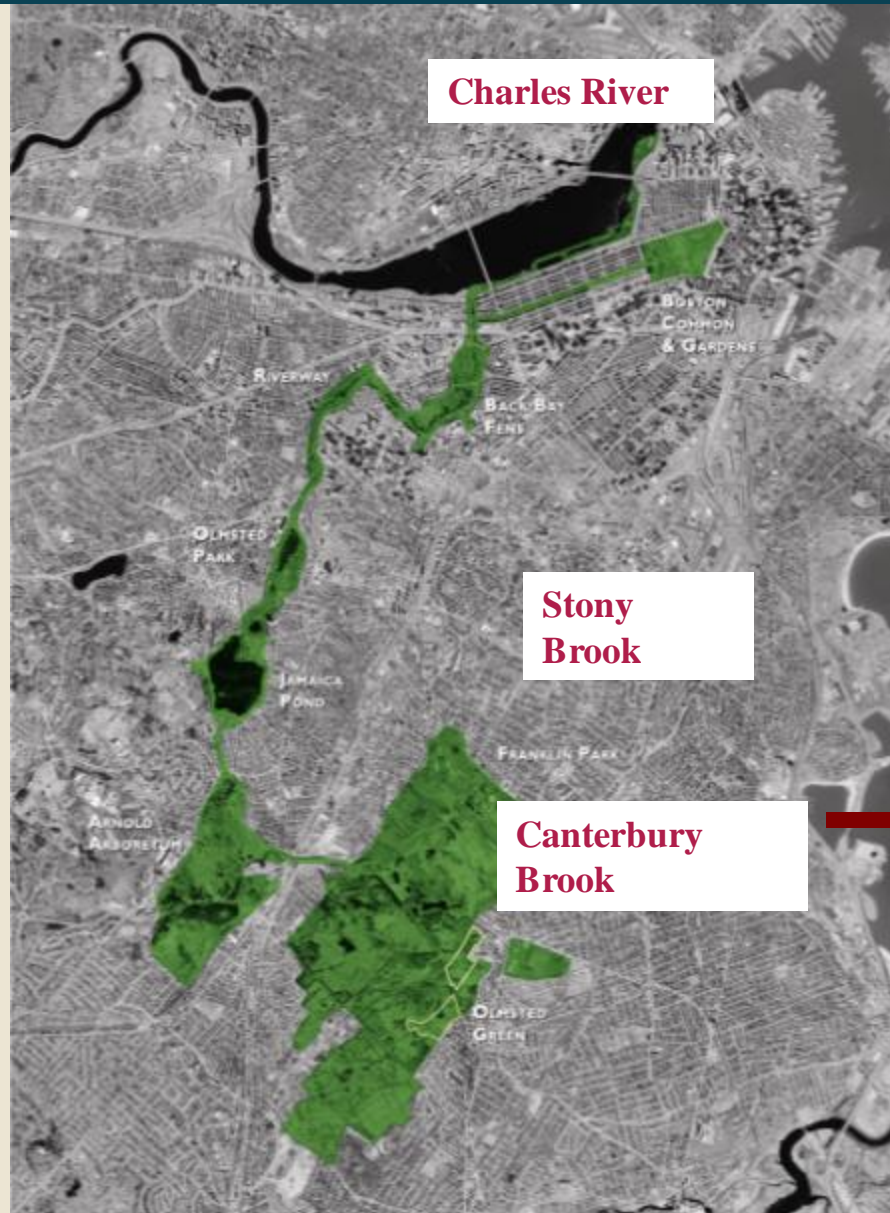 Charles River
BOSTON
COMMON
& GARDENS
RIVERWAY
BACK BAY
FENS
OLMSTED
PARK
Stony
Brook
JAMAICA
POND
FRANKLIN PARK
ARNOLD
ARBORETUM
Canterbury
Brook
OLMSTED
GREEN